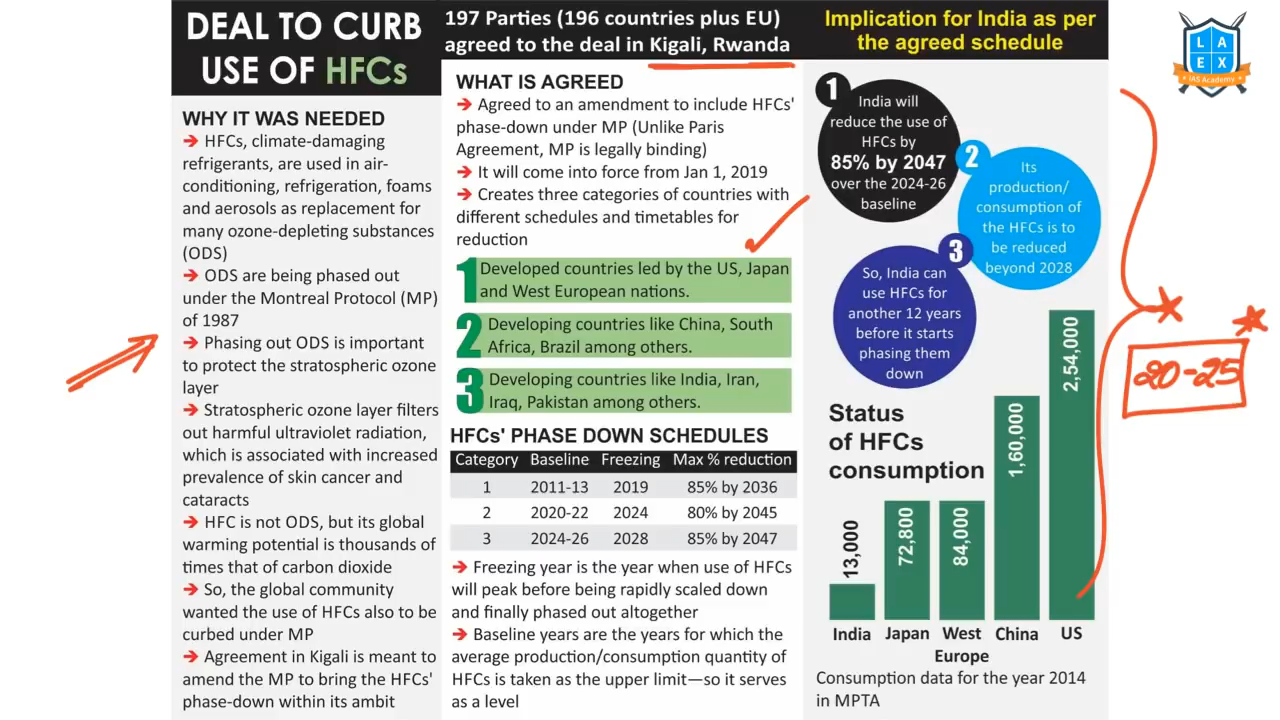 DEAL TO CURB
USE OF HFCs
WHY IT WAS NEEDED
➔ HFCs, climate-damaging
refrigerants, are used in air-
conditioning, refrigeration, foams
and aerosols as replacement for
many ozone-depleting substances
(ODS)
➔ ODS are being phased out
under the Montreal Protocol (MP)
of 1987
➔ Phasing out ODS is important
to protect the stratospheric ozone
layer
➔ Stratospheric ozone layer filters
out harmful ultraviolet radiation,
which is associated with increased
prevalence of skin cancer and
cataracts
➔ HFC is not ODS, but its global
warming potential is thousands of
times that of carbon dioxide
➔ So, the global community
wanted the use of HFCs also to be
curbed under MP
➔ Agreement in Kigali is meant to
amend the MP to bring the HFCs'
phase-down within its ambit
197 Parties (196 countries plus EU)
agreed to the deal in Kigali, Rwanda
WHAT IS AGREED
➔ Agreed to an amendment to include HFCs'
phase-down under MP (Unlike Paris
Agreement, MP is legally binding)
➔ It will come into force from Jan 1, 2019
➔ Creates three categories of countries with
different schedules and timetables for
reduction
1 Developed countries led by the US, Japan
and West European nations.
2 Developing countries like China, South
Africa, Brazil among others.
3 Developing countries like India, Iran,
Iraq, Pakistan among others.
HFCs' PHASE DOWN SCHEDULES
Category Baseline Freezing Max % reduction
1 2011-13 2019 85% by 2036
2 2020-22 2024 80% by 2045
3 2024-26 2028 85% by 2047
➔ Freezing year is the year when use of HFCs
will peak before being rapidly scaled down
and finally phased out altogether
➔ Baseline years are the years for which the
average production/consumption quantity of
HFCs is taken as the upper limit—so it serves
as a level
Implication for India as per
the agreed schedule
1
India will
reduce the use of
HFCs by
85% by 2047
over the 2024-26
baseline
2
Its
production/
consumption of
the HFCs is to
be reduced
beyond 2028
3
So, India can
use HFCs for
another 12 years
before it starts
phasing them
down
Status
of HFCs
consumption
13,000
72,800
84,000
1,60,000
2,54,000
India Japan West China US
Europe
Consumption data for the year 2014
in MPTA
L A
E X
IAS Academy
20-25